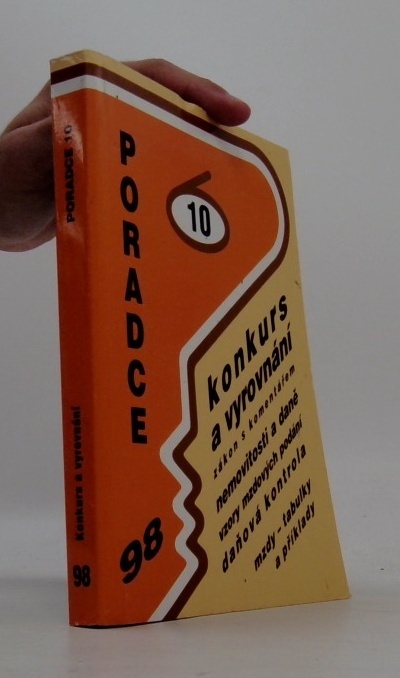 PORADCE 10
Konkurs a vyrovnání
98
PORADCE
10
98
konkurs
a vyrovnání
zákon s komentářem
nemovitosti a daně
vzory mzdových podání
daňová kontrola
mzdy - tabulky
a příklady